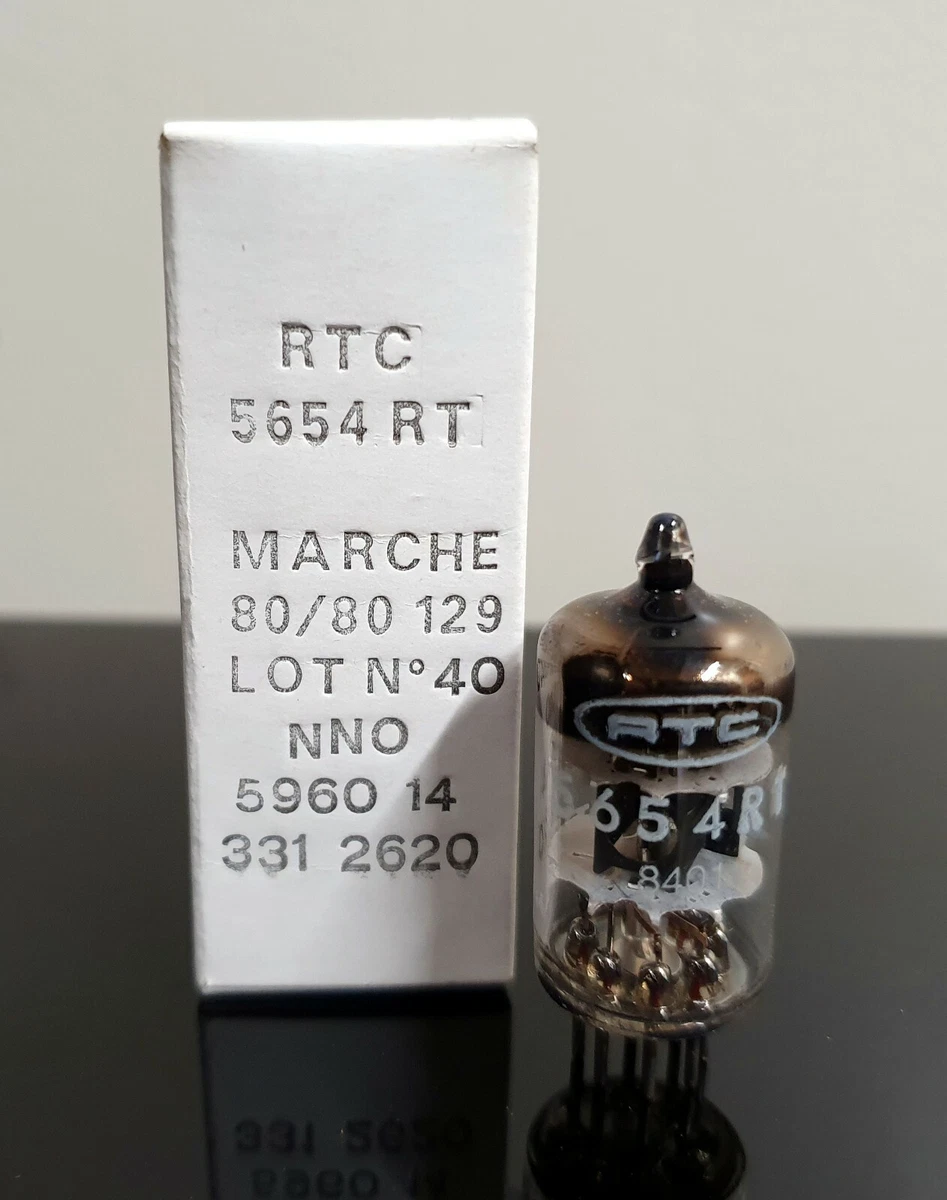 RTC
5654 RT
MARCHE
80/80 129
LOT N° 40
NNO
5960 14
331 2620
RTC
5654RT
8401